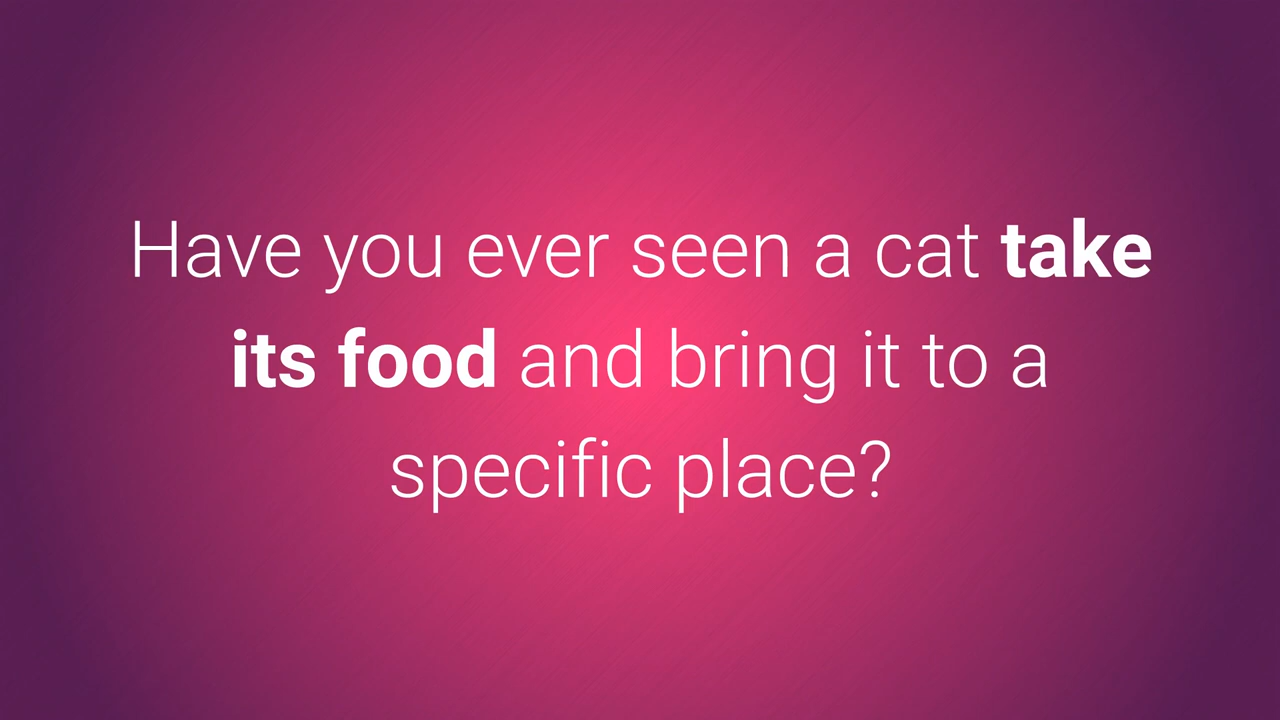 Have you ever seen a cat take
its food and bring it to a
specific place?